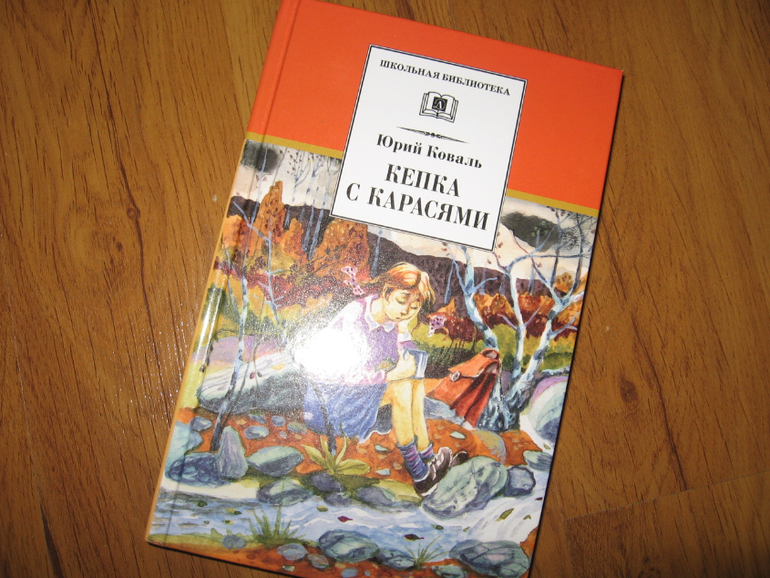 ШКОЛЬНАЯ БИБЛИОТЕКА
ЮРИЙ КОВАЛЬ
КЕПКА
С КАРАСЯМИ